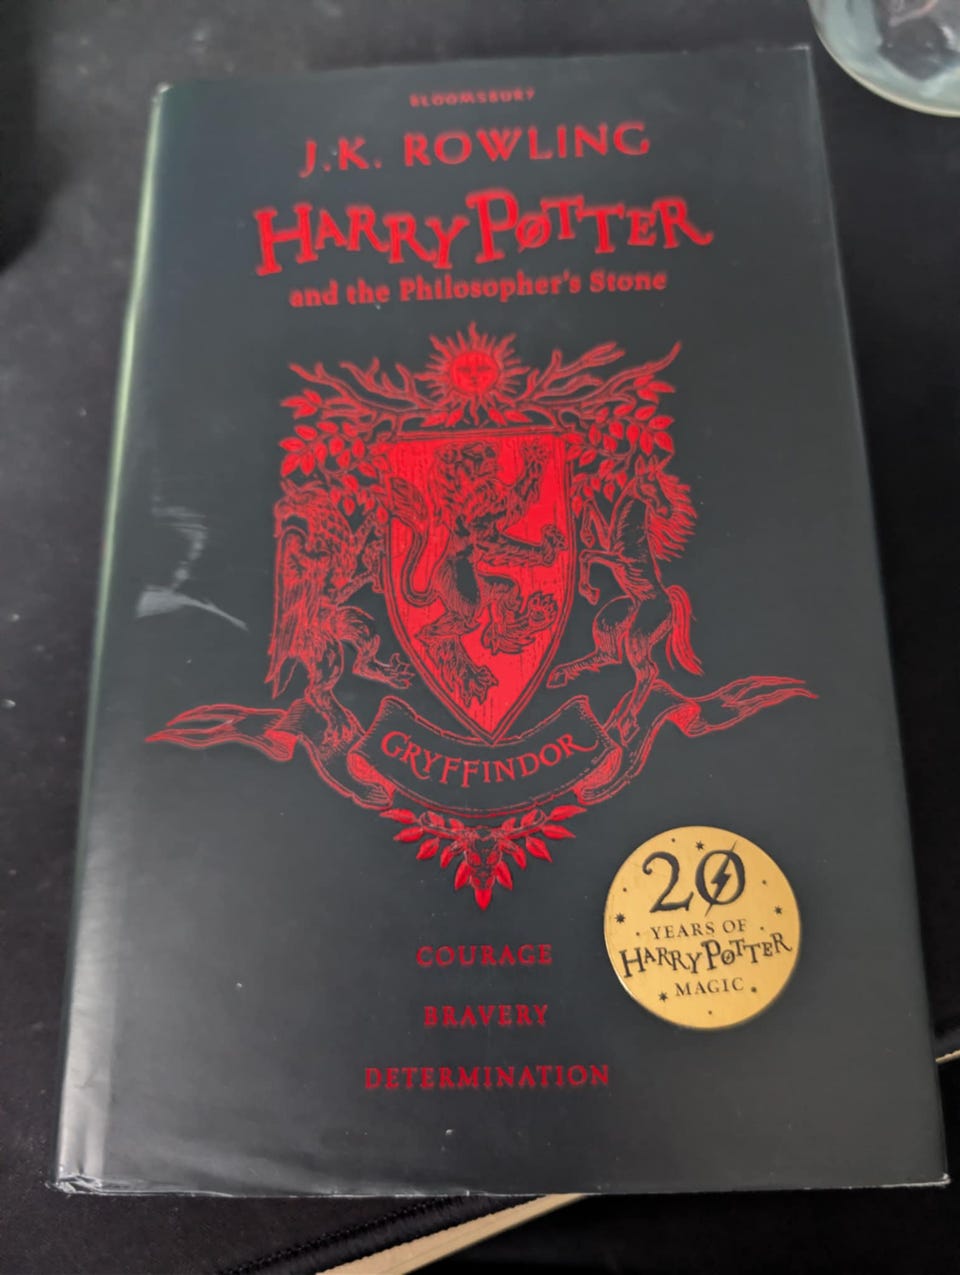 BLOOMSBURY
J.K. ROWLING
HARRY POTTER
and the Philosopher's Stone
GRYFFINDOR
COURAGE
BRAVERY
DETERMINATION
20
YEARS OF
HARRY POTTER
MAGIC